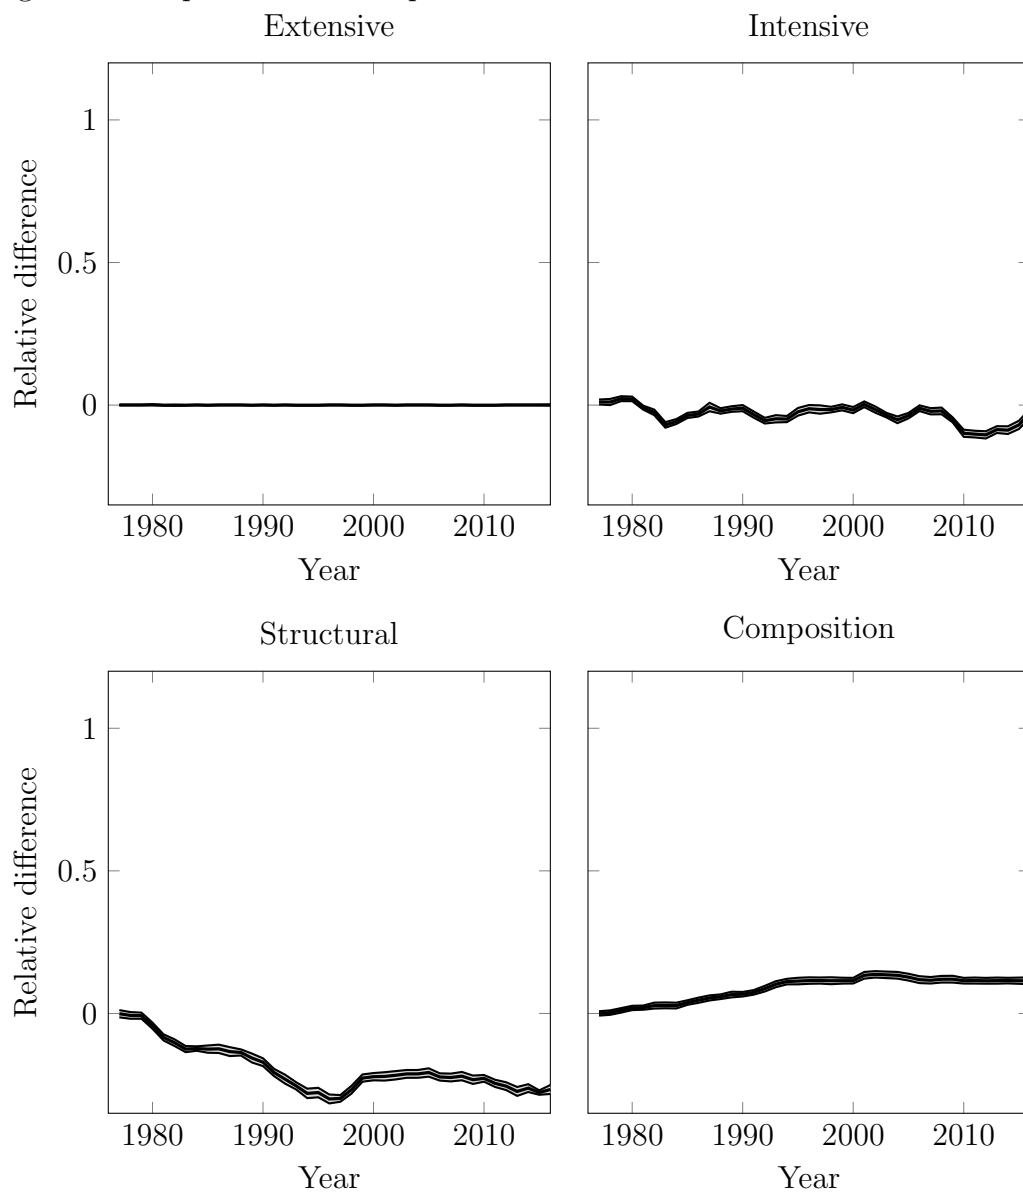 Extensive
Intensive
Relative difference
1
0.5
0
1980 1990 2000 2010
Year
1980 1990 2000 2010
Year
Structural
Composition
Relative difference
1
0.5
0
1980 1990 2000 2010
Year
1980 1990 2000 2010
Year